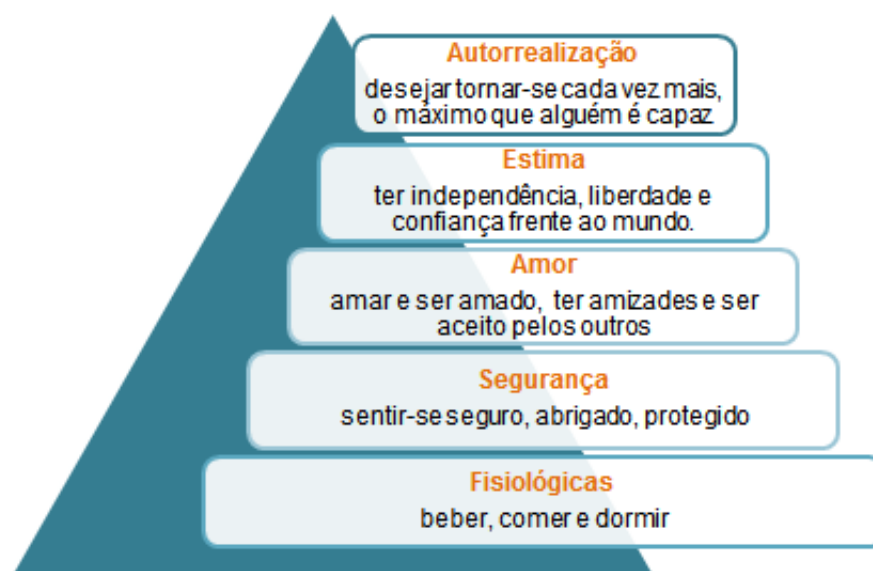 Autorrealização
desejar tornar-se cada vez mais,
o máximo que alguém é capaz
Estima
ter independência, liberdade e
confiança frente ao mundo.
Amor
amar e ser amado, ter amizades e ser
aceito pelos outros
Segurança
sentir-se seguro, abrigado, protegido
Fisiológicas
beber, comer e dormir